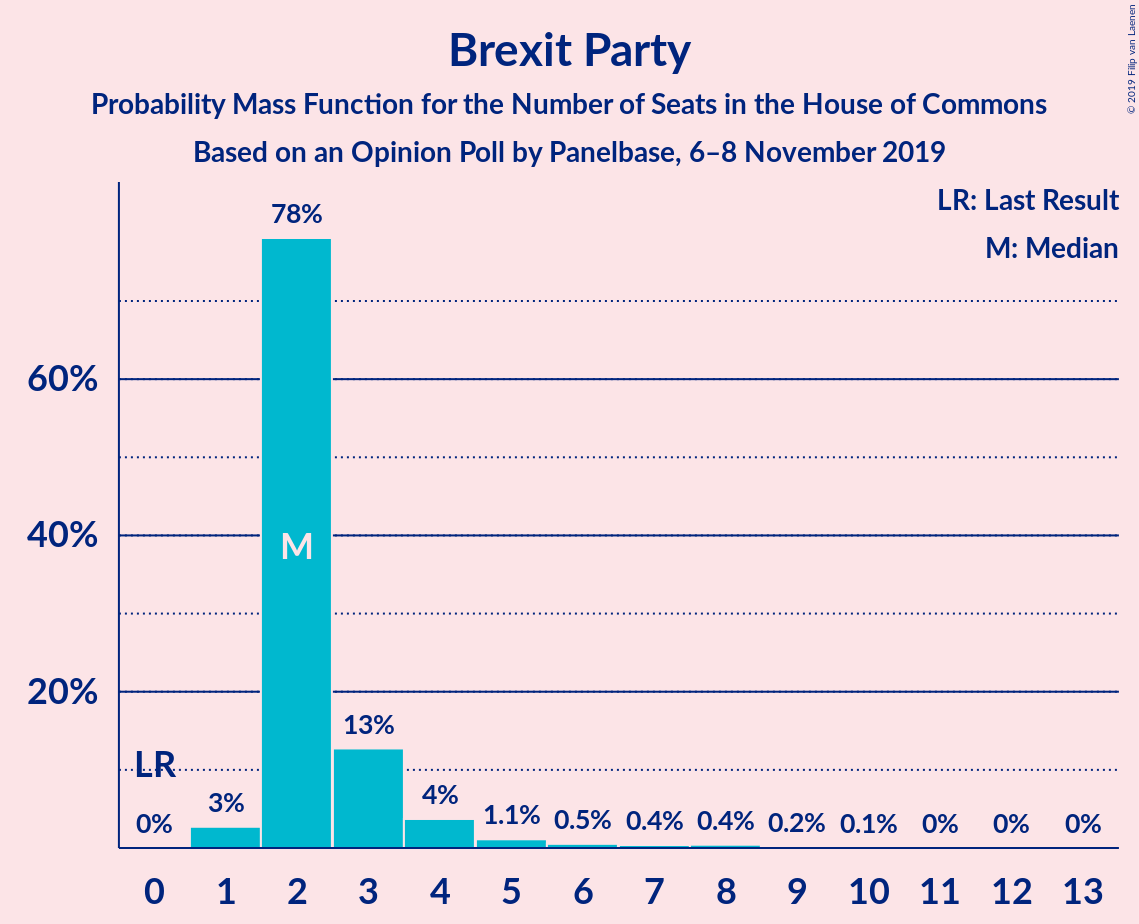 Brexit Party
Probability Mass Function for the Number of Seats in the House of Commons
Based on an Opinion Poll by Panelbase, 6–8 November 2019
© 2019 Filip van Laenen
LR: Last Result
M: Median
78%
60%
40%
M
20%
13%
LR
4%
3%
1.1%
0% 0.5% 0.4% 0.4% 0.2% 0.1% 0% 0% 0%
0 1 2 3 4 5 6 7 8 9 10 11 12 13